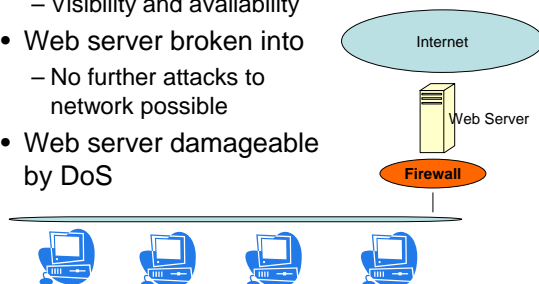 – Visibility and availability
• Web server broken into
– No further attacks to
network possible
• Web server damageable
by DoS
Internet
Web Server
Firewall